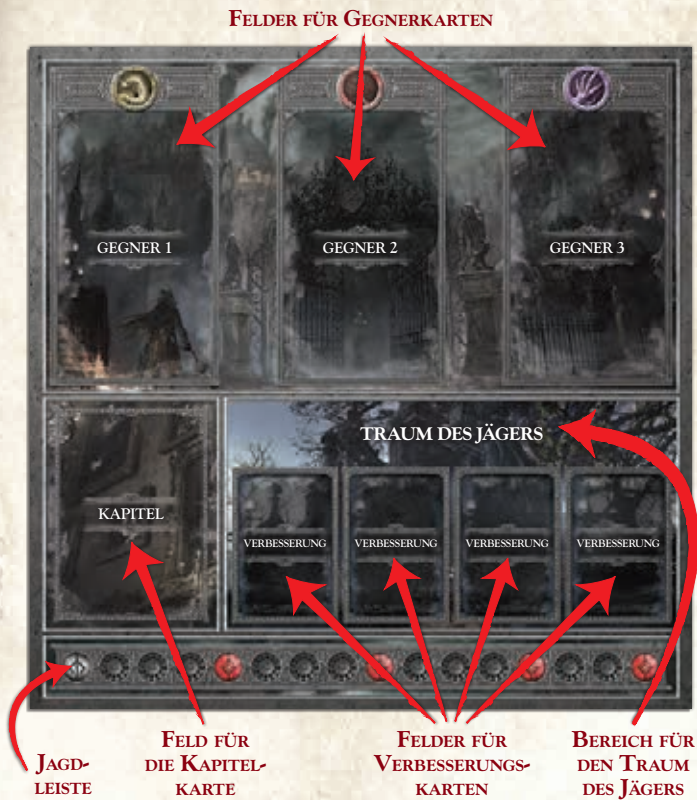 Felder für Gegnerkarten
GEGNER 1
GEGNER 2
GEGNER 3
TRAUM DES JÄGERS
KAPITEL
VERBESSERUNG
VERBESSERUNG
VERBESSERUNG
VERBESSERUNG
Jagd-
leiste
Feld für
die Kapitel-
karte
Felder für
Verbesserungs-
karten
Bereich für
den Traum
des Jägers